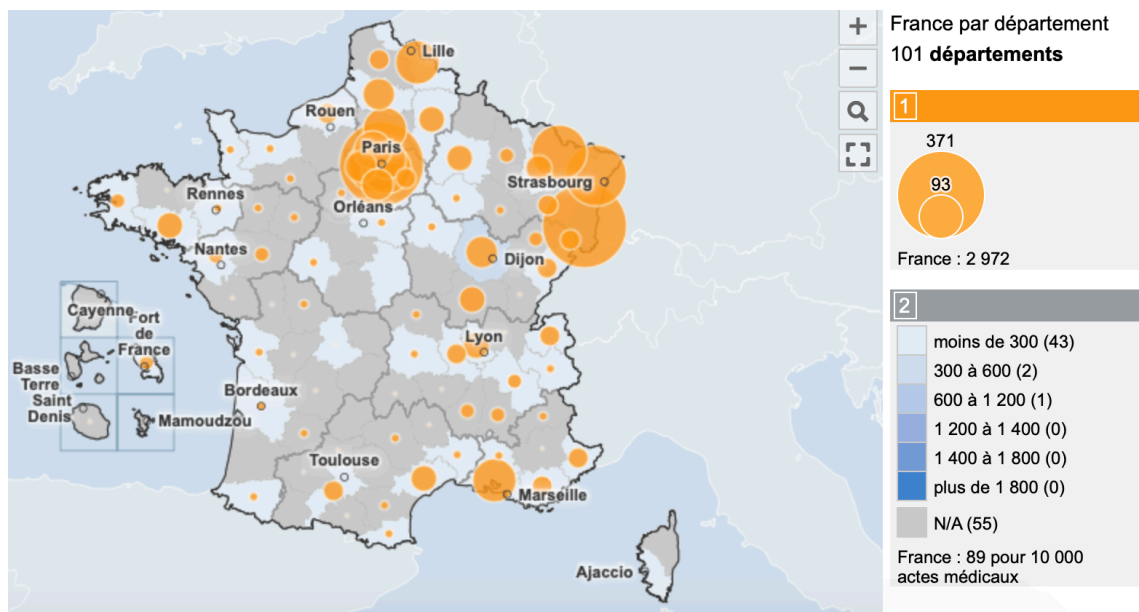 France par département
101 départements
1
371
93
France : 2 972
2
moins de 300 (43)
300 à 600 (2)
600 à 1 200 (1)
1 200 à 1 400 (0)
1 400 à 1 800 (0)
plus de 1 800 (0)
N/A (55)
France : 89 pour 10 000
actes médicaux
Lille
Rouen
Paris
Strasbourg
Rennes
Orléans
Nantes
Dijon
Cayenne
Fort
de
France
Lyon
Basse
Terre
Bordeaux
Saint
Denis
Mamoudzou
Toulouse
Marseille
Ajaccio
+
−